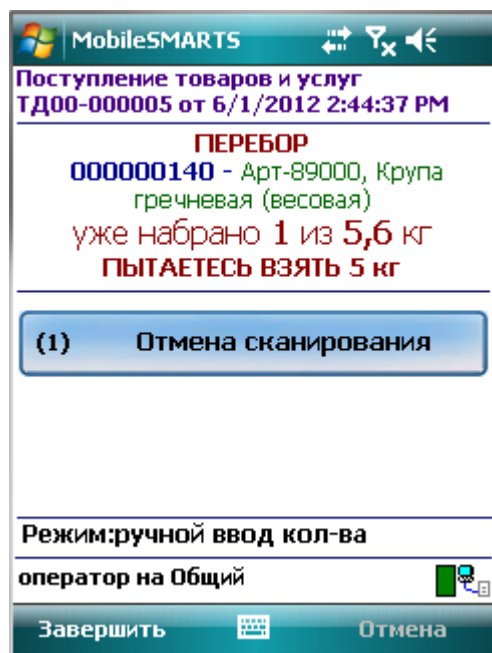 MobileSMARTS
Поступление товаров и услуг
ТД00-000005 от 6/1/2012 2:44:37 PM
ПЕРЕБОР
000000140 - Арт-89000, Крупа
гречневая (весовая)
уже набрано 1 из 5,6 кг
ПЫТАЕТЕСЬ ВЗЯТЬ 5 кг
(1) Отмена сканирования
Режим:ручной ввод кол-ва
оператор на Общий
Завершить Отмена